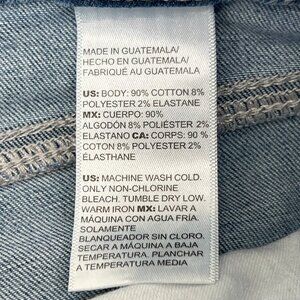 MADE IN GUATEMALA/
HECHO EN GUATEMALA/
FABRIQUÉ AU GUATEMALA
US: BODY: 90% COTTON 8%
POLYESTER 2% ELASTANE
MX: CUERPO: 90%
ALGODÓN 8% POLIÉSTER 2%
ELASTANO CA: CORPS: 90 %
COTON 8% POLYESTER 2%
ÉLASTHANE
US: MACHINE WASH COLD.
ONLY NON-CHLORINE
BLEACH. TUMBLE DRY LOW.
WARM IRON MX: LAVAR A
MÁQUINA CON AGUA FRÍA.
SOLAMENTE
BLANQUEADOR SIN CLORO.
SECAR A MÁQUINA A BAJA
TEMPERATURA. PLANCHAR
A TEMPERATURA MEDIA